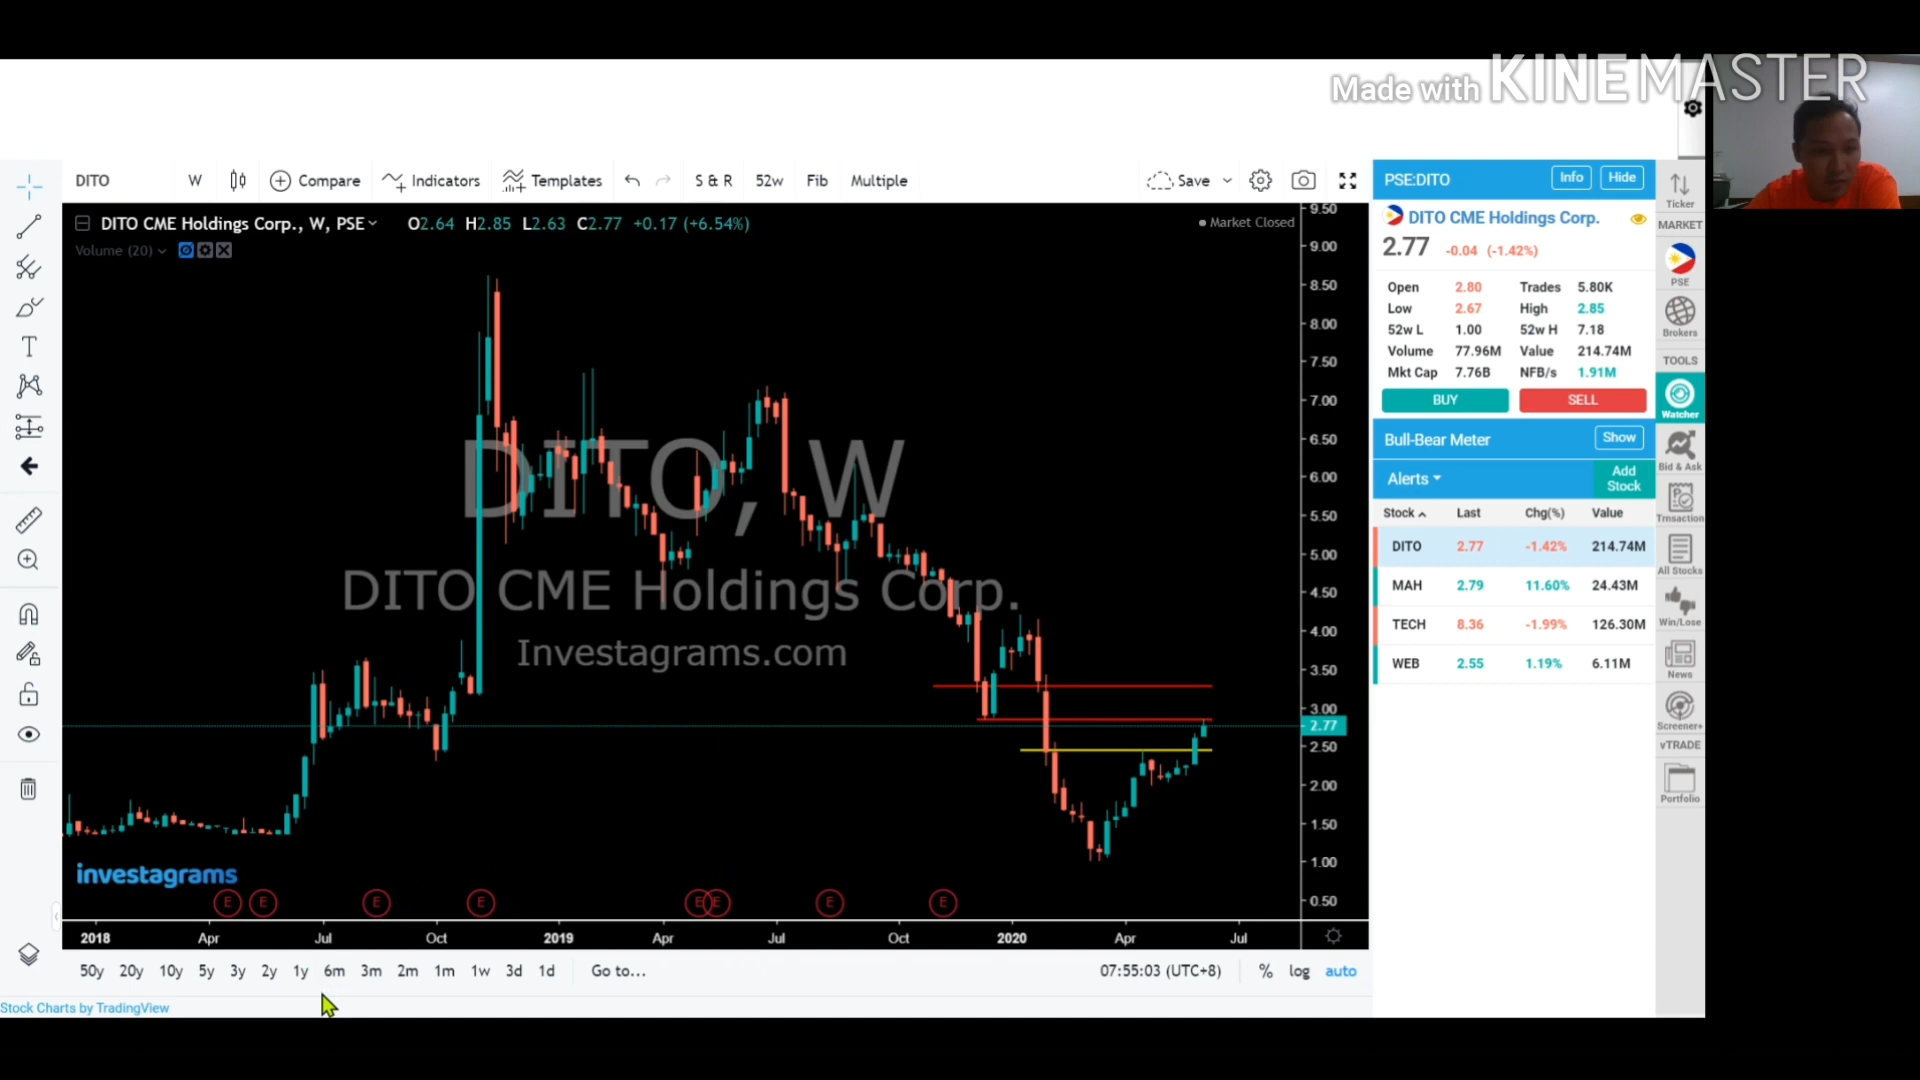 Made with KINEMASTER
DITO W Compare Indicators Templates S & R 52w Fib Multiple Save
DITO CME Holdings Corp., W, PSE O2.64 H2.85 L2.63 C2.77 +0.17 (+6.54%)
Market Closed
Volume (20)
DITO, W
DITO CME Holdings Corp.
Investagrams.com
investagrams
E E E E E E E E
9.50
9.00
8.50
8.00
7.50
7.00
6.50
6.00
5.50
5.00
4.50
4.00
3.50
3.00
2.77
2.50
2.00
1.50
1.00
0.50
2018 Apr Jul Oct 2019 Apr Jul Oct 2020 Apr Jul
50y 20y 10y 5y 3y 2y 1y 6m 3m 2m 1m 1w 3d 1d Go to... 07:55:03 (UTC+8) % log auto
Stock Charts by TradingView
PSE:DITO Info Hide
DITO CME Holdings Corp.
2.77 -0.04 (-1.42%)
Open 2.80 Trades 5.80K
Low 2.67 High 2.85
52w L 1.00 52w H 7.18
Volume 77.96M Value 214.74M
Mkt Cap 7.76B NFB/s 1.91M
BUY SELL
Bull-Bear Meter Show
Alerts Add Stock
Stock Last Chg(%) Value
DITO 2.77 -1.42% 214.74M
MAH 2.79 11.60% 24.43M
TECH 8.36 -1.99% 126.30M
WEB 2.55 1.19% 6.11M
Ticker
MARKET
PSE
Brokers
TOOLS
Watcher
Bid & Ask
Trnsaction
All Stocks
Win/Lose
News
Screener+
vTRADE
Portfolio